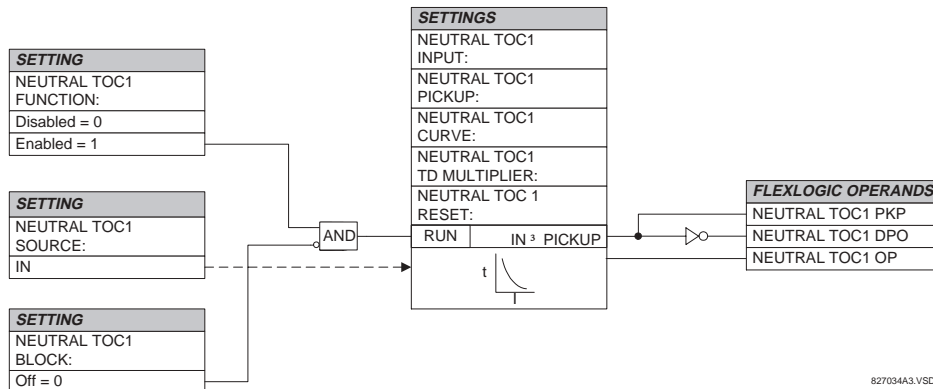 SETTING
NEUTRAL TOC1
FUNCTION:
Disabled = 0
Enabled = 1
SETTING
NEUTRAL TOC1
SOURCE:
IN
SETTING
NEUTRAL TOC1
BLOCK:
Off = 0
AND
SETTINGS
NEUTRAL TOC1
INPUT:
NEUTRAL TOC1
PICKUP:
NEUTRAL TOC1
CURVE:
NEUTRAL TOC1
TD MULTIPLIER:
NEUTRAL TOC 1
RESET:
RUN
IN ³ PICKUP
t
I
FLEXLOGIC OPERANDS
NEUTRAL TOC1 PKP
NEUTRAL TOC1 DPO
NEUTRAL TOC1 OP
827034A3.VSD